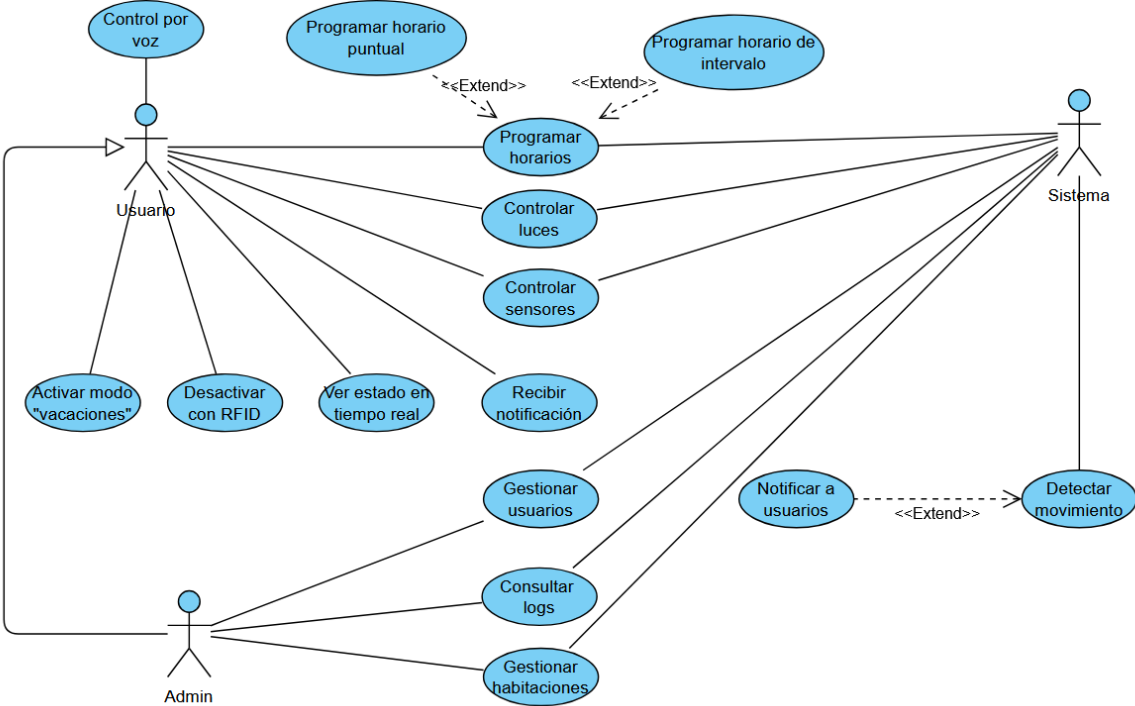 Control por
voz
Programar horario
puntual
Programar horario de
intervalo
<<Extend>>
<<Extend>>
Programar
horarios
Usuario
Sistema
Controlar
luces
Controlar
sensores
Activar modo
"vacaciones"
Desactivar
con RFID
Ver estado en
tiempo real
Recibir
notificación
Gestionar
usuarios
Notificar a
usuarios
<<Extend>>
Detectar
movimiento
Consultar
logs
Gestionar
habitaciones
Admin